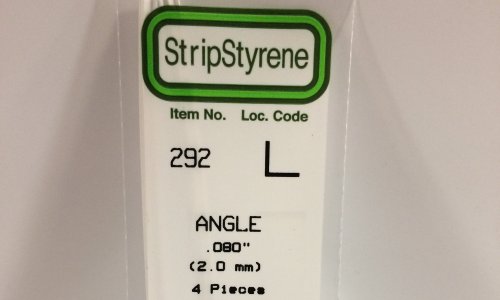 StripStyrene
Item No. Loc. Code
292 L
ANGLE
.080"
(2.0 mm)
4 Pieces